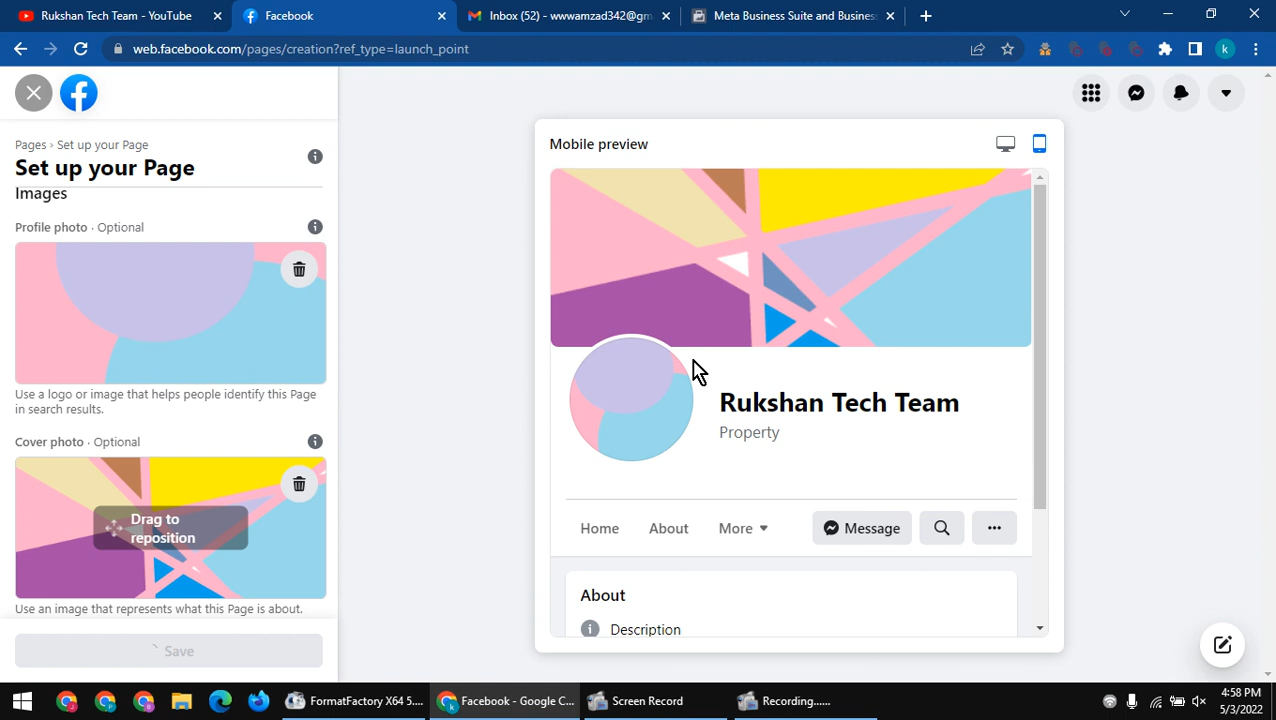 Rukshan Tech Team - YouTube
Facebook
Inbox (52) - wwwamzad342@gm
Meta Business Suite and Business
web.facebook.com/pages/creation?ref_type=launch_point
k
Pages › Set up your Page
Set up your Page
Images
Profile photo · Optional
Use a logo or image that helps people identify this Page
in search results.
Cover photo · Optional
Drag to
reposition
Use an image that represents what this Page is about.
Save
Mobile preview
Rukshan Tech Team
Property
Home
About
More
Message
About
Description
FormatFactory X64 5....
Facebook - Google C...
Screen Record
Recording......
4:58 PM
5/3/2022